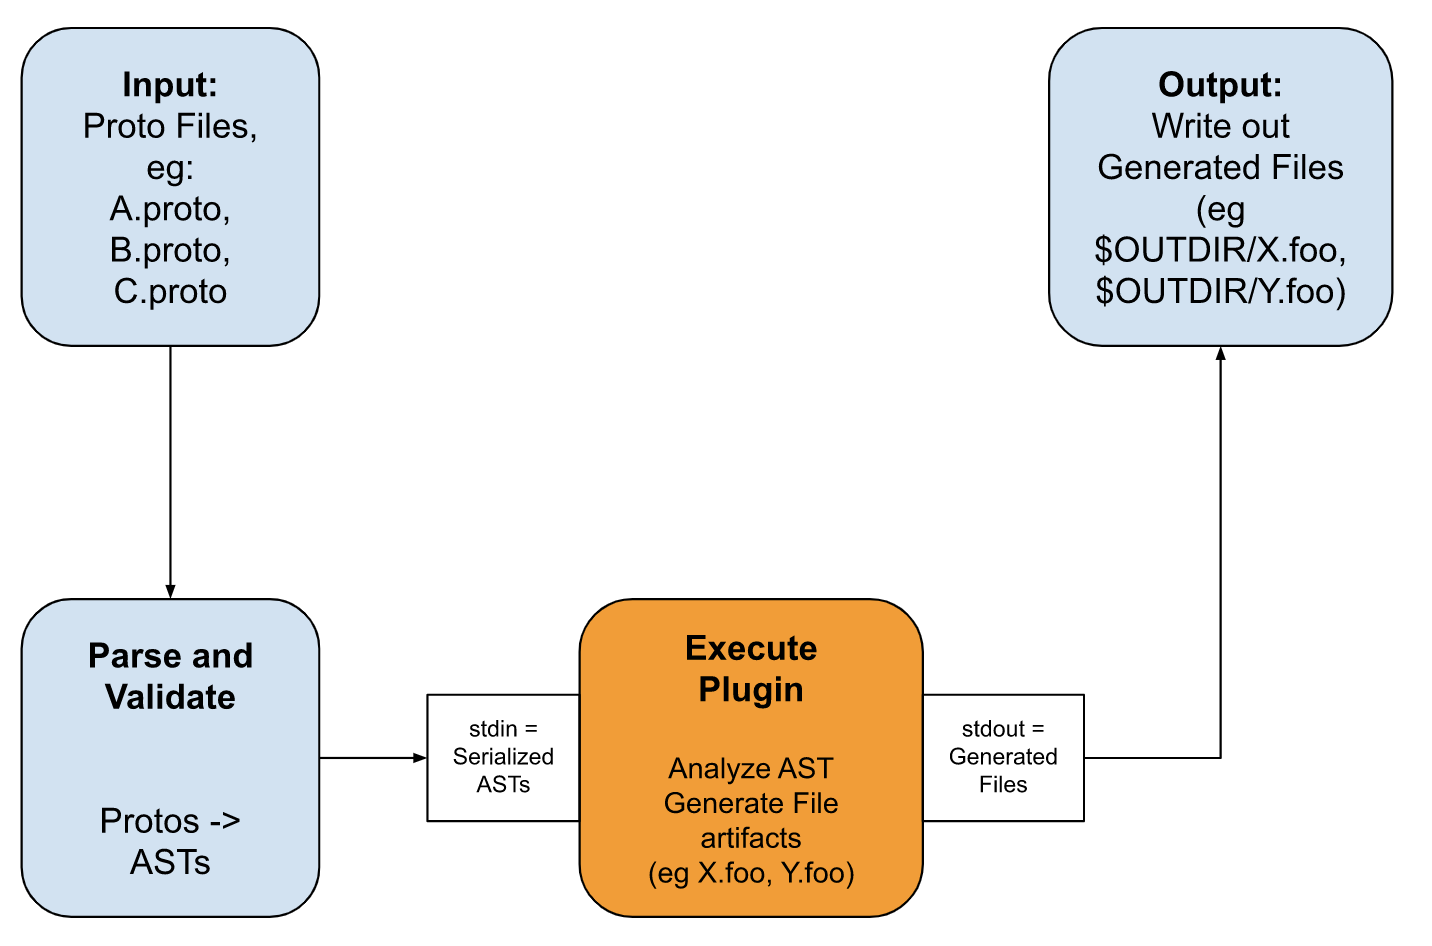 Input:
Proto Files,
eg:
A.proto,
B.proto,
C.proto
Output:
Write out
Generated Files
(eg
$OUTDIR/X.foo,
$OUTDIR/Y.foo)
Parse and
Validate
Protos ->
ASTs
stdin =
Serialized
ASTs
Execute
Plugin
Analyze AST
Generate File
artifacts
(eg X.foo, Y.foo)
stdout =
Generated
Files